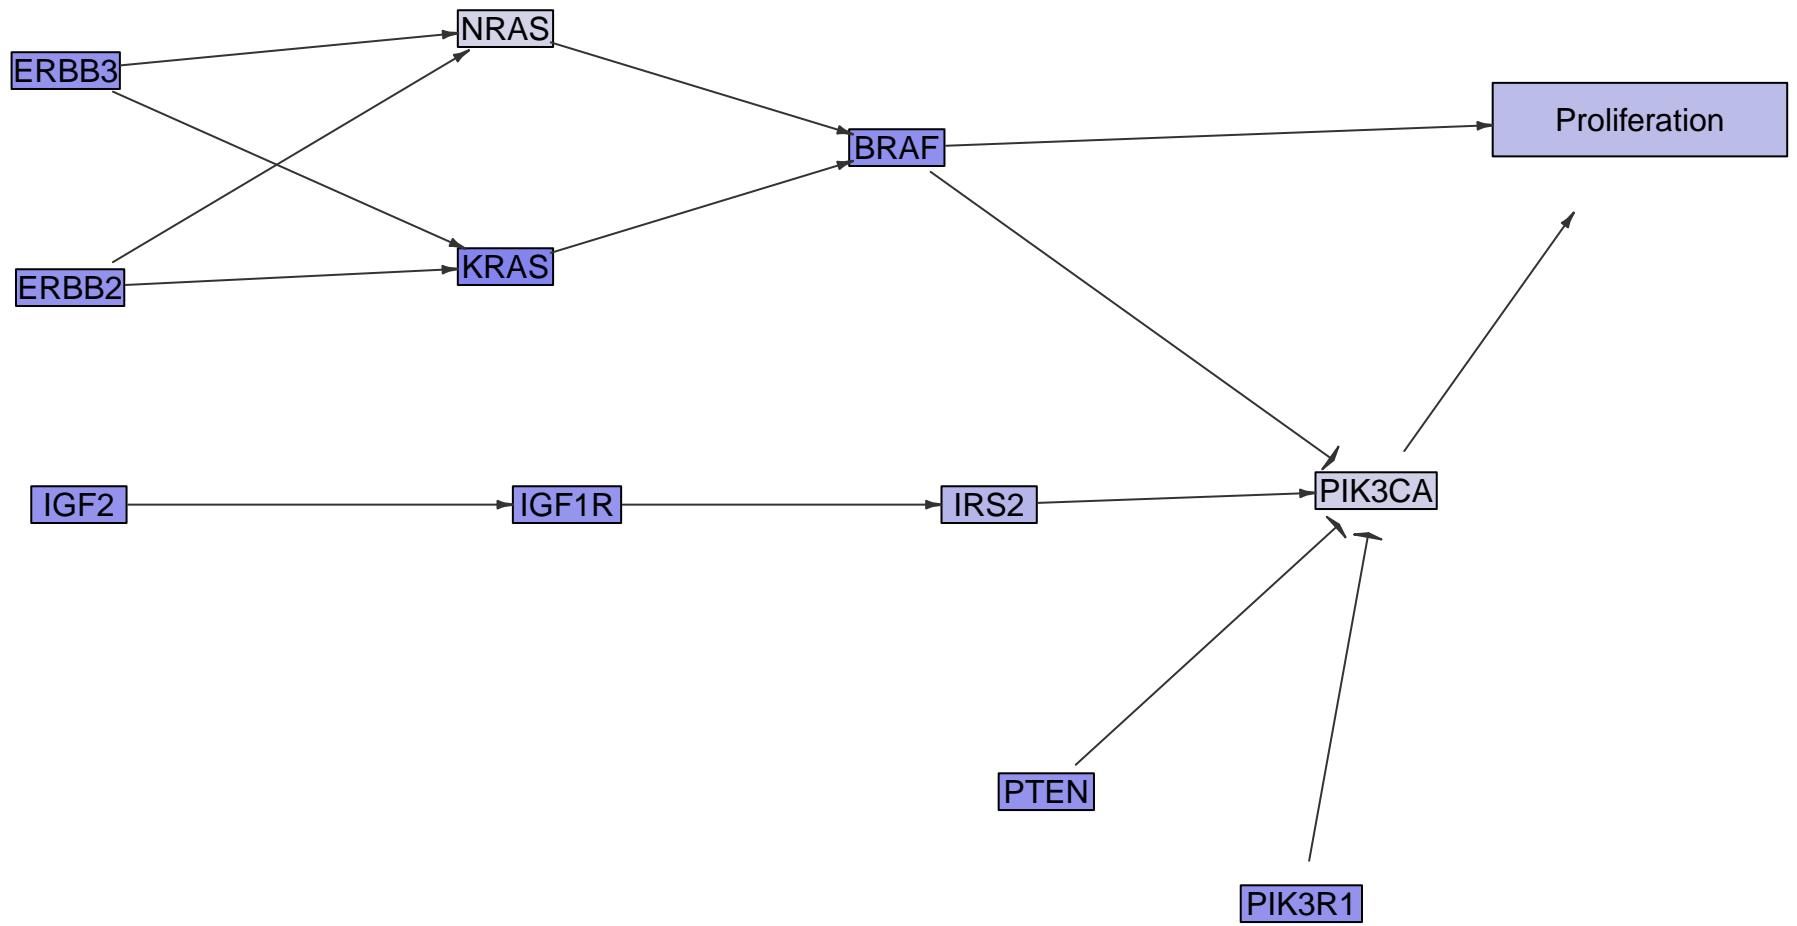 NRAS
ERBB3
Proliferation
BRAF
KRAS
ERBB2
PIK3CA
IGF2
IGF1R
IRS2
PTEN
PIK3R1